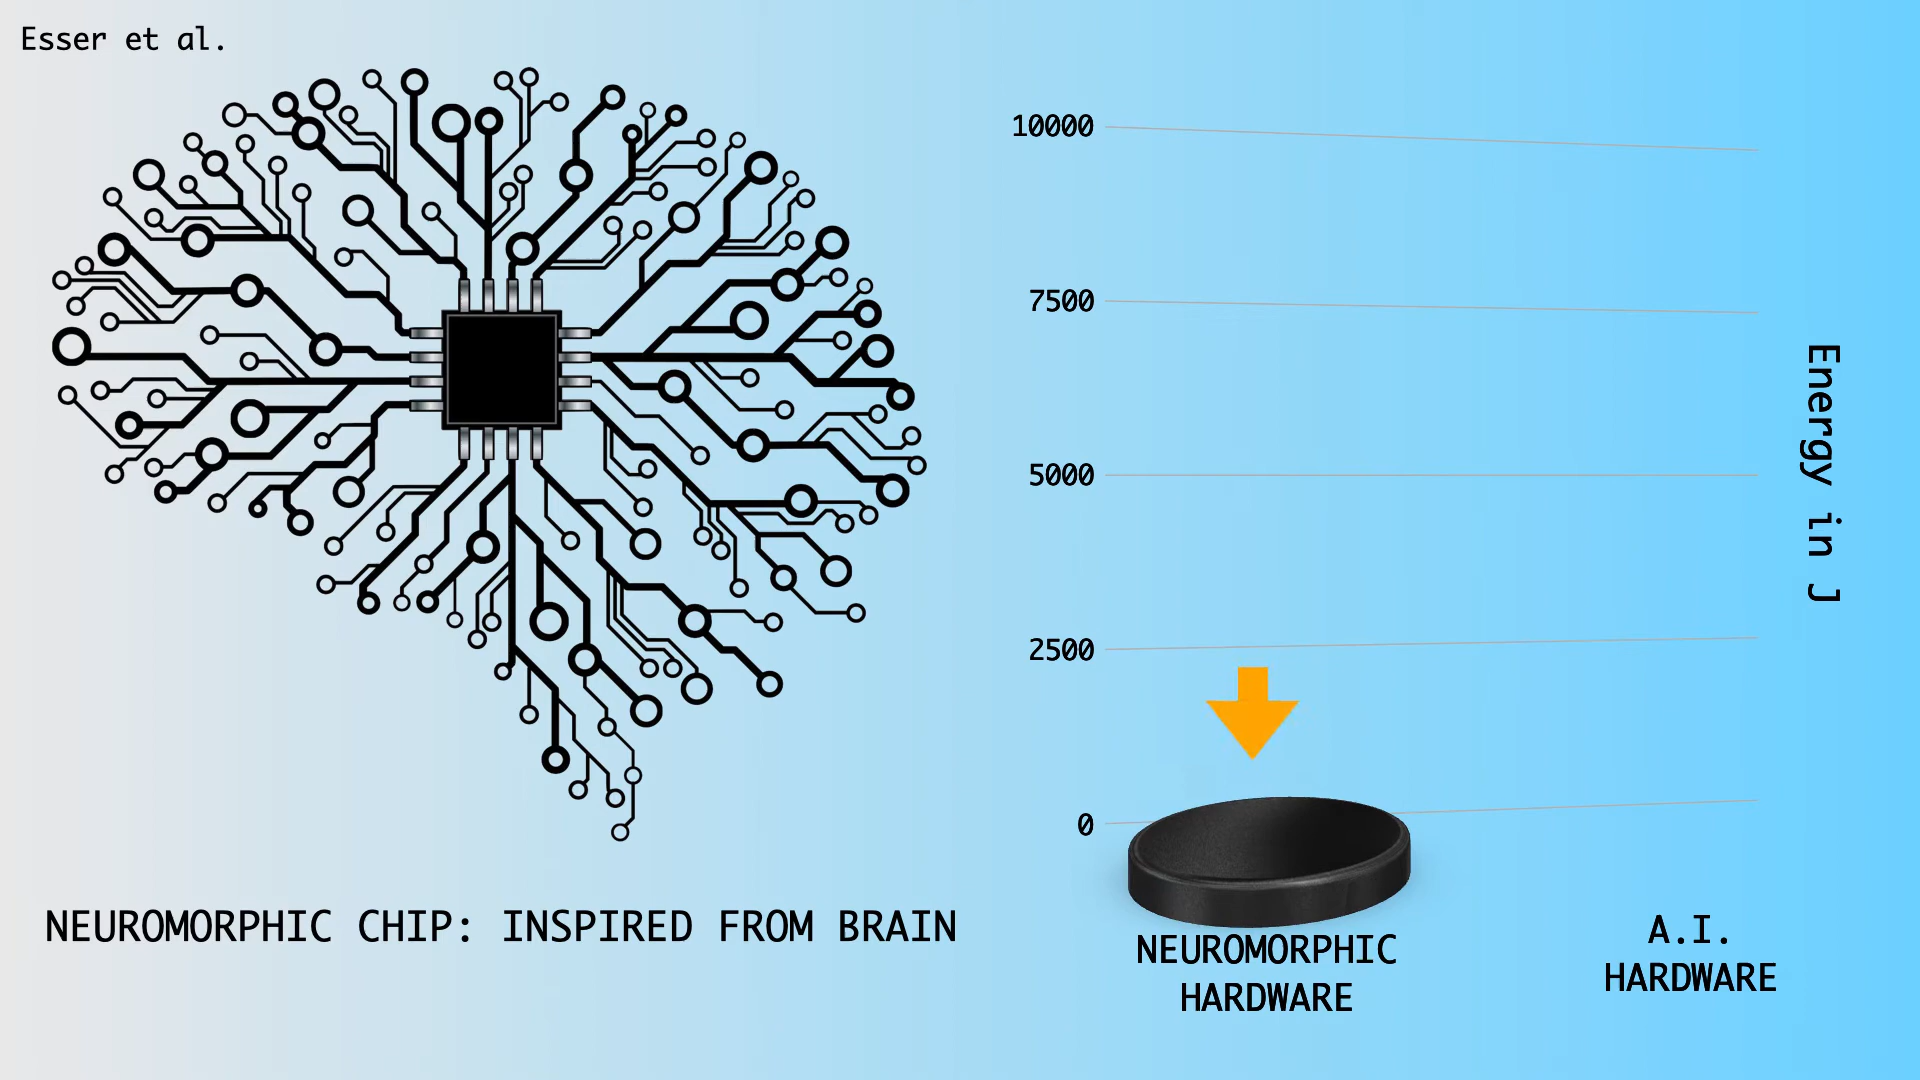 Esser et al.
NEUROMORPHIC CHIP: INSPIRED FROM BRAIN
10000
7500
5000
2500
0
Energy in J
NEUROMORPHIC
HARDWARE
A.I.
HARDWARE